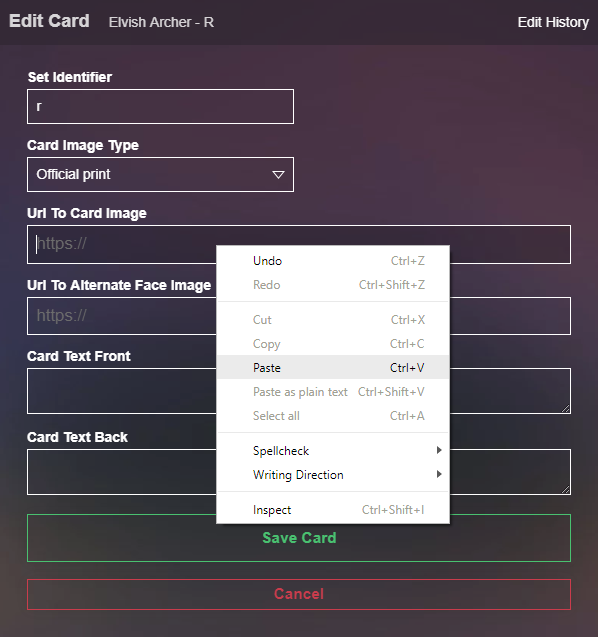 Edit Card Elvish Archer - R Edit History
Set Identifier
r
Card Image Type
Official print
Url To Card Image
https://
Undo Ctrl+Z
Redo Ctrl+Shift+Z
Url To Alternate Face Image
https://
Cut Ctrl+X
Copy Ctrl+C
Paste Ctrl+V
Paste as plain text Ctrl+Shift+V
Select all Ctrl+A
Spellcheck
Writing Direction
Inspect Ctrl+Shift+I
Card Text Front
Card Text Back
Save Card
Cancel